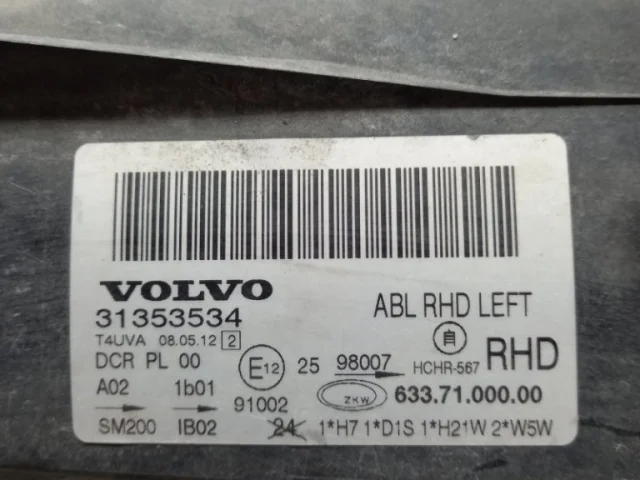 VOLVO
31353534
ABL RHD LEFT
T4UVA 08.05.12 2
DCR PL 00
E12
25 98007
自
HCHR-567
RHD
A02 1b01
91002
ZKW
633.71.000.00
SM200 IB02
24 1*H7 1*D1S 1*H21W 2*W5W